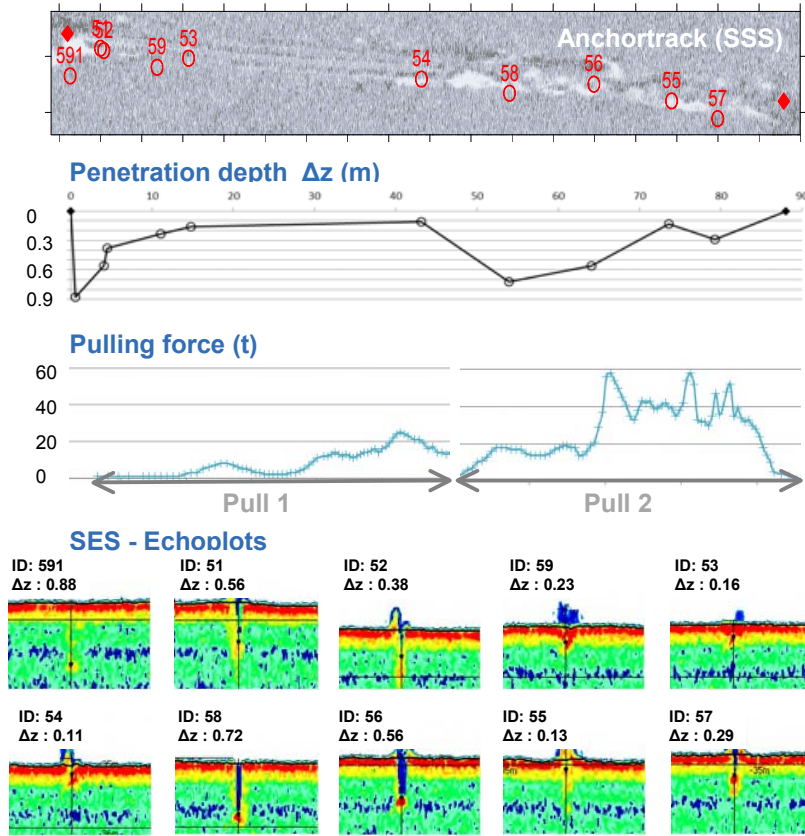 Anchortrack (SSS)
591 51 52 59 53 54 58 56 55 57
Penetration depth Δz (m)
0 10 20 30 40 50 60 70 80 90
0
0.3
0.6
0.9
Pulling force (t)
60
40
20
0
Pull 1 Pull 2
SES - Echoplots
ID: 591 ID: 51 ID: 52 ID: 59 ID: 53
Δz : 0.88 Δz : 0.56 Δz : 0.38 Δz : 0.23 Δz : 0.16
ID: 54 ID: 58 ID: 56 ID: 55 ID: 57
Δz : 0.11 Δz : 0.72 Δz : 0.56 Δz : 0.13 Δz : 0.29
-35m